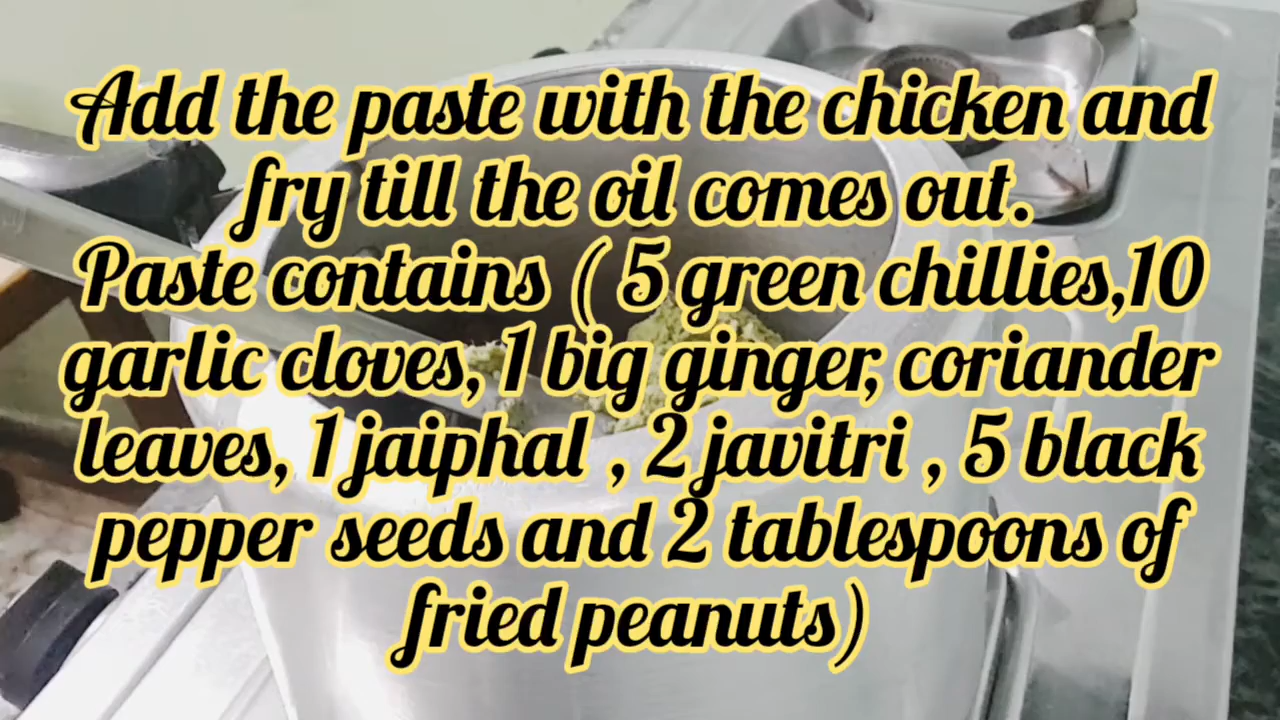 Add the paste with the chicken and
fry till the oil comes out.
Paste contains ( 5 green chillies,10
garlic cloves, 1 big ginger, coriander
leaves, 1 jaiphal , 2 javitri , 5 black
pepper seeds and 2 tablespoons of
fried peanuts)